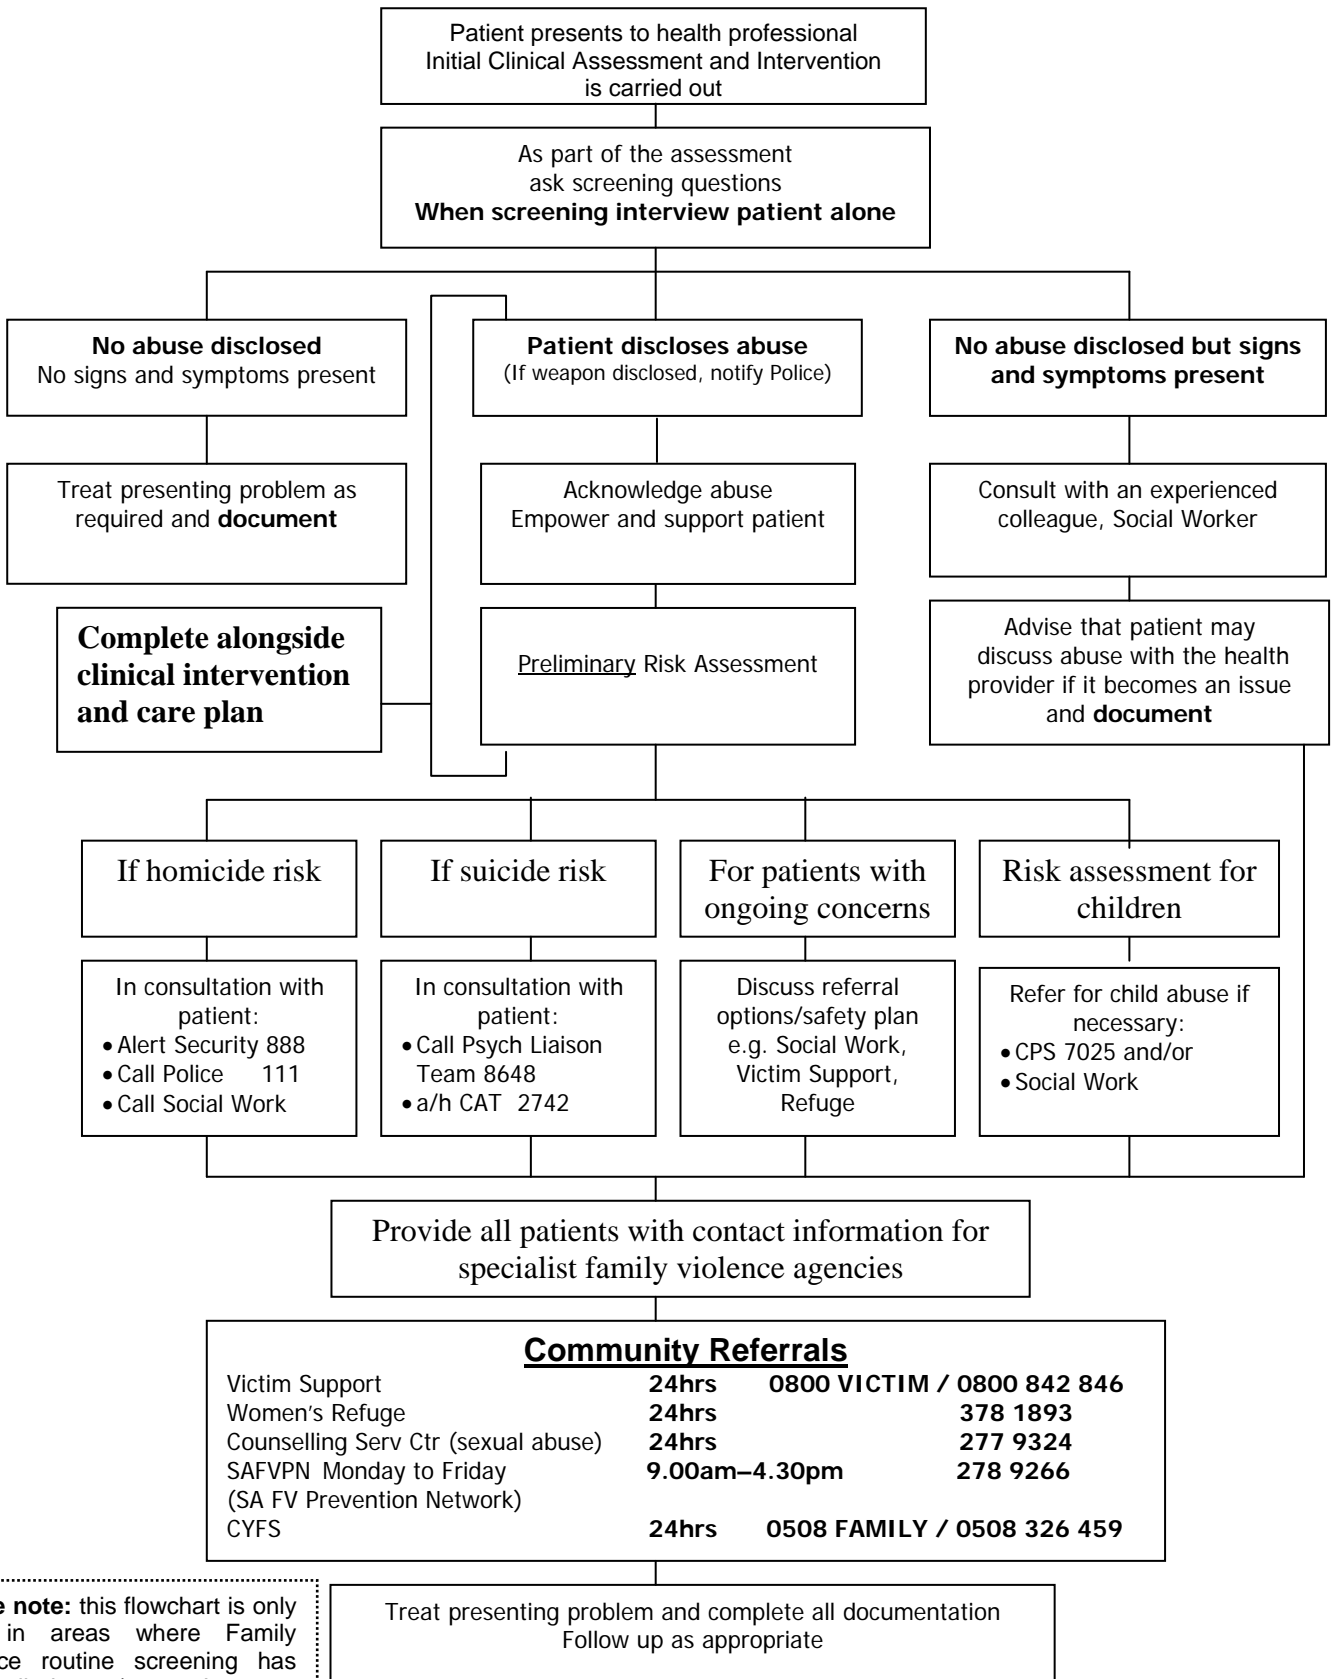 Patient presents to health professional
Initial Clinical Assessment and Intervention
is carried out
As part of the assessment
ask screening questions
When screening interview patient alone
No abuse disclosed
No signs and symptoms present
Patient discloses abuse
(If weapon disclosed, notify Police)
No abuse disclosed but signs
and symptoms present
Treat presenting problem as
required and document
Acknowledge abuse
Empower and support patient
Consult with an experienced
colleague, Social Worker
Complete alongside
clinical intervention
and care plan
Preliminary Risk Assessment
Advise that patient may
discuss abuse with the health
provider if it becomes an issue
and document
If homicide risk
If suicide risk
For patients with
ongoing concerns
Risk assessment for
children
In consultation with
patient:
• Alert Security 888
• Call Police 111
• Call Social Work
In consultation with
patient:
• Call Psych Liaison
Team 8648
• a/h CAT 2742
Discuss referral
options/safety plan
e.g. Social Work,
Victim Support,
Refuge
Refer for child abuse if
necessary:
• CPS 7025 and/or
• Social Work
Provide all patients with contact information for
specialist family violence agencies
Community Referrals
Victim Support 24hrs 0800 VICTIM / 0800 842 846
Women's Refuge 24hrs 378 1893
Counselling Serv Ctr (sexual abuse) 24hrs 277 9324
SAFVPN Monday to Friday 9.00am–4.30pm 278 9266
(SA FV Prevention Network)
CYFS 24hrs 0508 FAMILY / 0508 326 459
note: this flowchart is only
in areas where Family
routine screening has
Treat presenting problem and complete all documentation
Follow up as appropriate